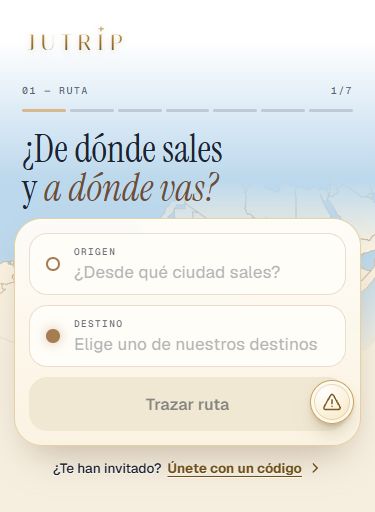 JUTRIP
01 — RUTA
1/7
¿De dónde sales
y a dónde vas?
ORIGEN
¿Desde qué ciudad sales?
DESTINO
Elige uno de nuestros destinos
Trazar ruta
¿Te han invitado? Únete con un código